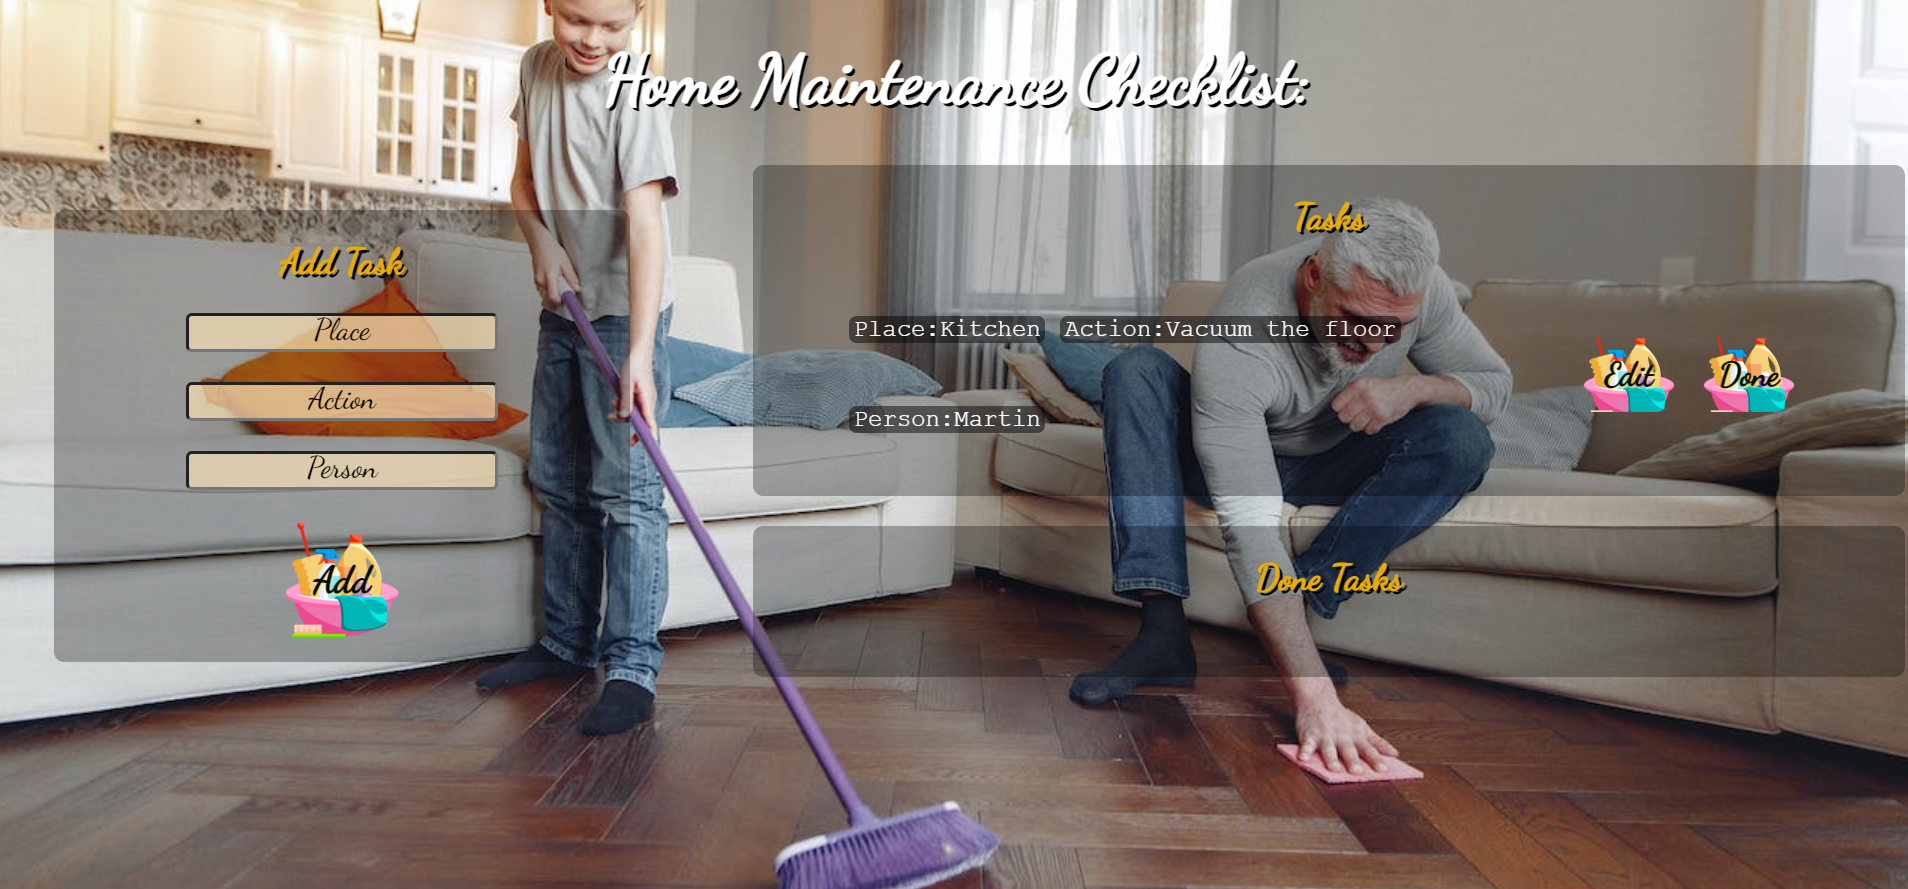 Home Maintenance Checklist:
Add Task
Place
Action
Person
Add
Tasks
Place:Kitchen Action:Vacuum the floor
Person:Martin
Edit Done
Done Tasks